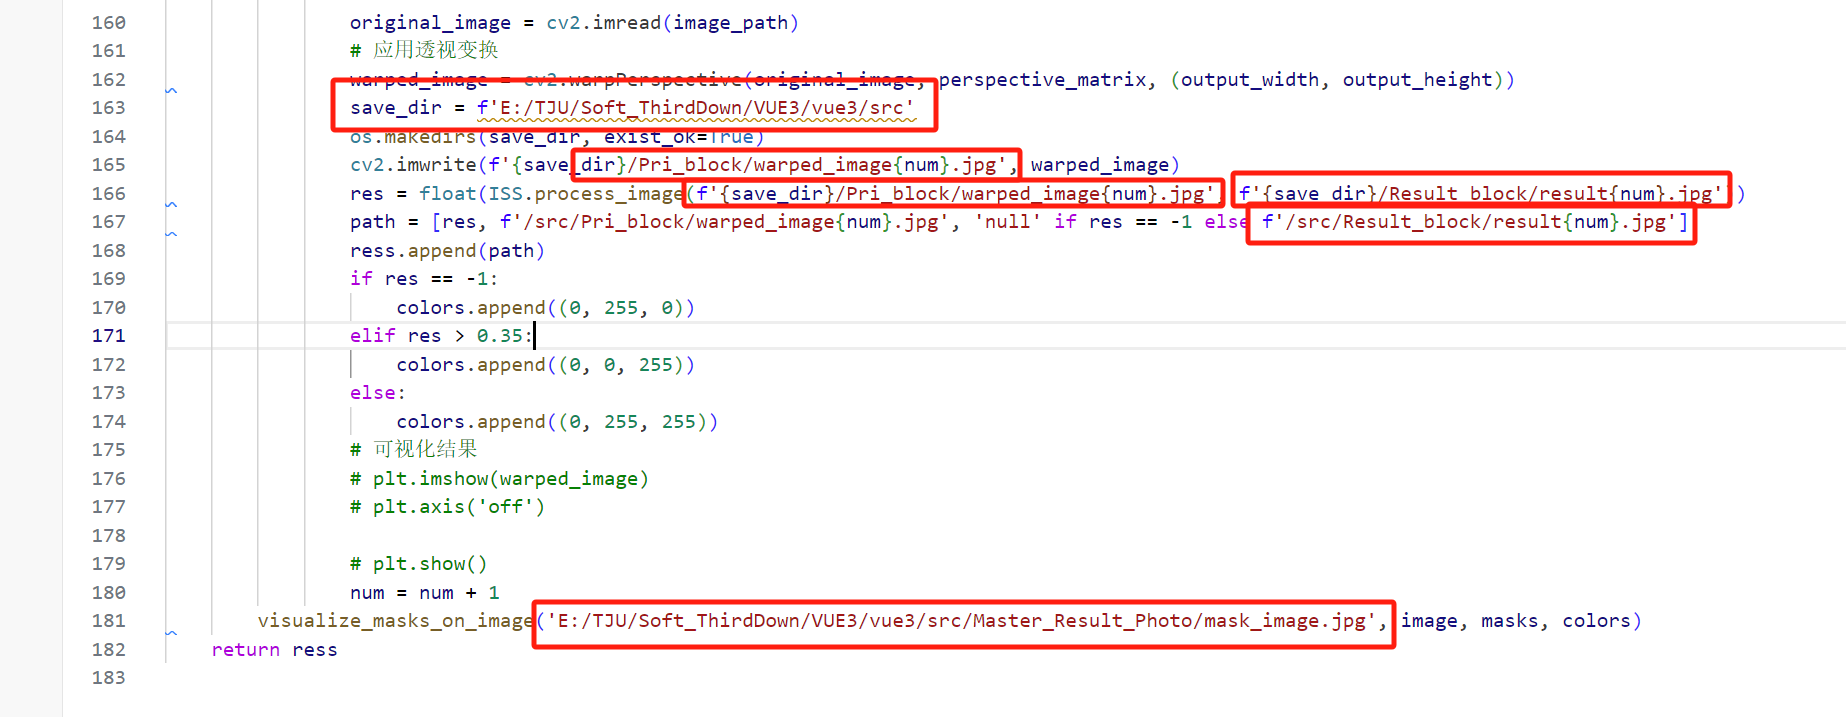 160 original_image = cv2.imread(image_path)
161 # 应用透视变换
162 warped_image = cv2.warpPerspective(original_image, perspective_matrix, (output_width, output_height))
163 save_dir = f'E:/TJU/Soft_ThirdDown/VUE3/vue3/src'
164 os.makedirs(save_dir, exist_ok=True)
165 cv2.imwrite(f'{save_dir}/Pri_block/warped_image{num}.jpg', warped_image)
166 res = float(ISS.process_image(f'{save_dir}/Pri_block/warped_image{num}.jpg', f'{save_dir}/Result_block/result{num}.jpg'))
167 path = [res, f'/src/Pri_block/warped_image{num}.jpg', 'null' if res == -1 else f'/src/Result_block/result{num}.jpg']
168 ress.append(path)
169 if res == -1:
170 colors.append((0, 255, 0))
171 elif res > 0.35:
172 colors.append((0, 0, 255))
173 else:
174 colors.append((0, 255, 255))
175 # 可视化结果
176 # plt.imshow(warped_image)
177 # plt.axis('off')
178
179 # plt.show()
180 num = num + 1
181 visualize_masks_on_image('E:/TJU/Soft_ThirdDown/VUE3/vue3/src/Master_Result_Photo/mask_image.jpg', image, masks, colors)
182 return ress
183